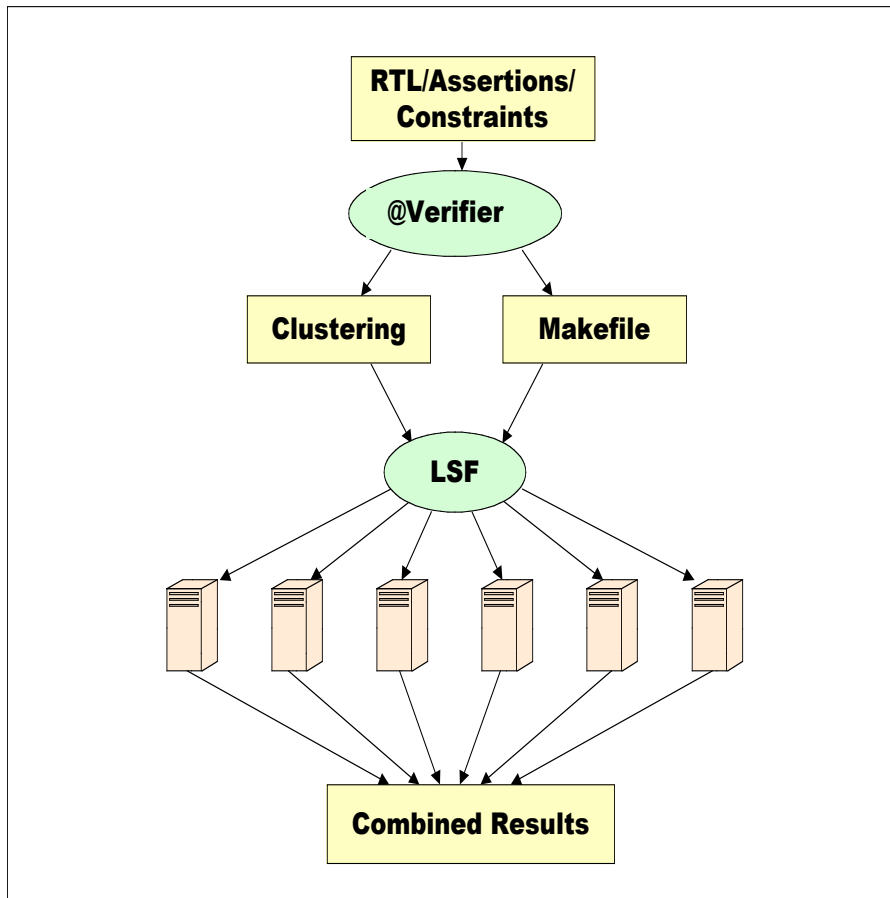 RTL/Assertions/
Constraints
@Verifier
Clustering
Makefile
LSF
Combined Results